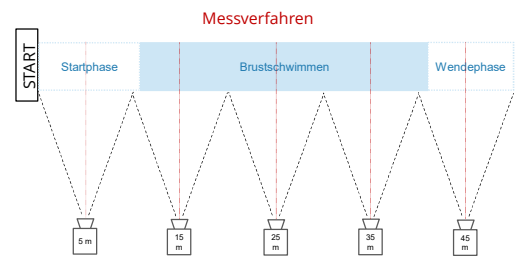 Messverfahren
START
Startphase
Brustschwimmen
Wendephase
5 m
15
m
25
m
35
m
45
m